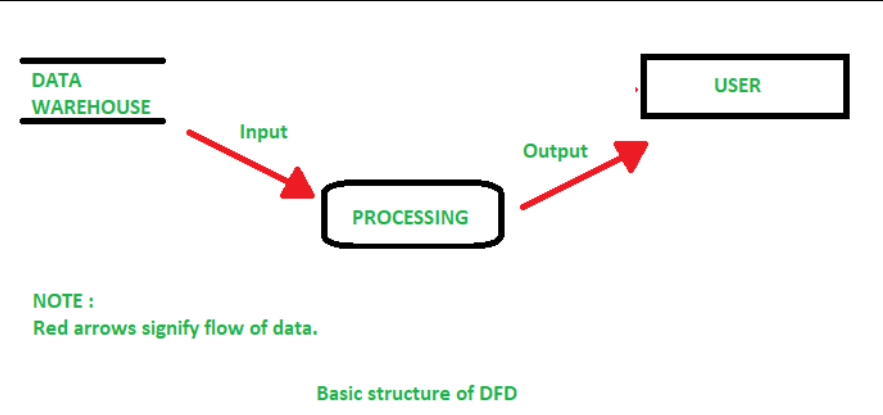 DATA
WAREHOUSE
USER
Input
Output
PROCESSING
NOTE :
Red arrows signify flow of data.
Basic structure of DFD